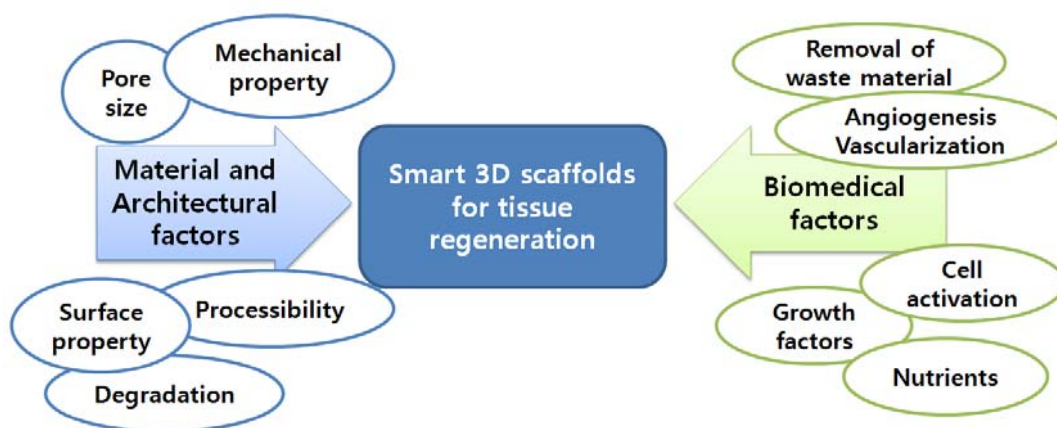 Pore
size
Mechanical
property
Material and
Architectural
factors
Surface
property
Processibility
Degradation
Smart 3D scaffolds
for tissue
regeneration
Removal of
waste material
Angiogenesis
Vascularization
Biomedical
factors
Cell
activation
Growth
factors
Nutrients